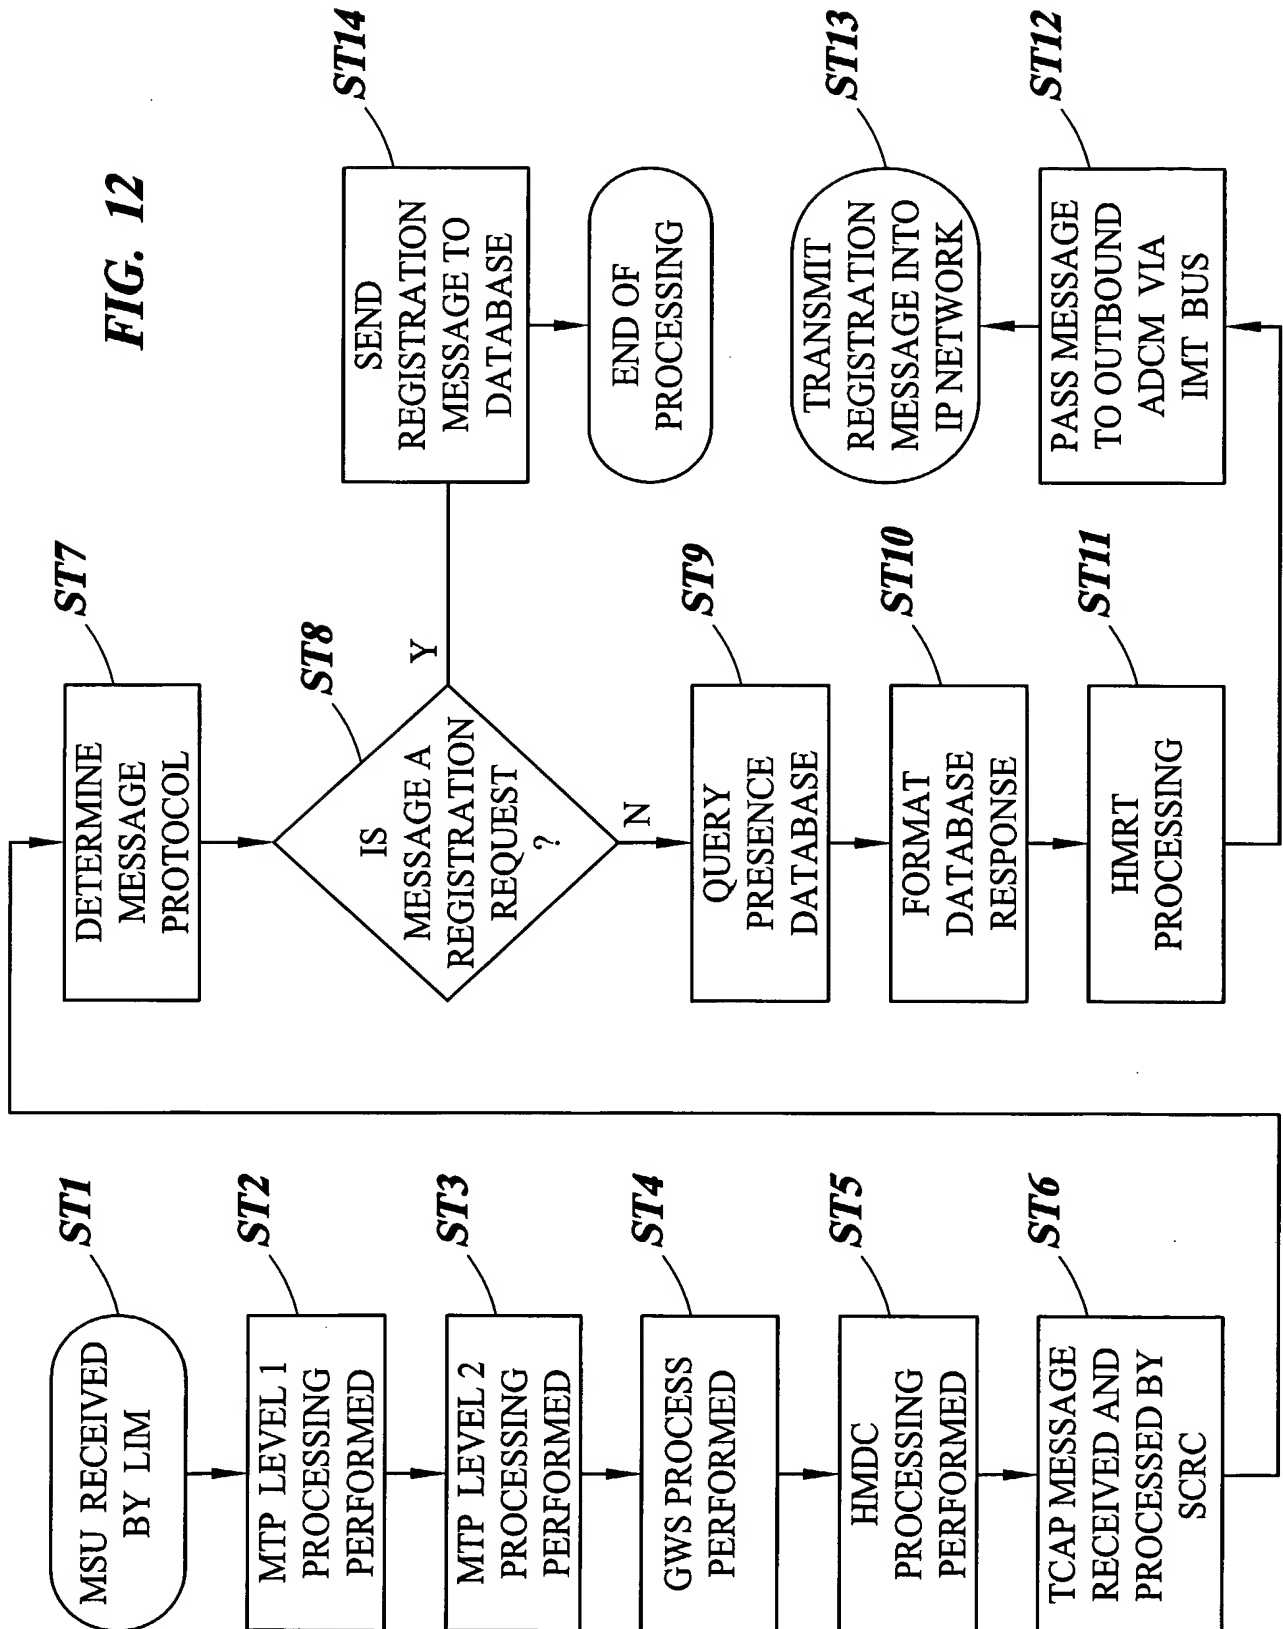 FIG. 12
ST1
MSU RECEIVED
BY LIM
ST2
MTP LEVEL 1
PROCESSING
PERFORMED
ST3
MTP LEVEL 2
PROCESSING
PERFORMED
ST4
GWS PROCESS
PERFORMED
ST5
HMDC
PROCESSING
PERFORMED
ST6
TCAP MESSAGE
RECEIVED AND
PROCESSED BY
SCRC
ST7
DETERMINE
MESSAGE
PROTOCOL
ST8
IS
MESSAGE A
REGISTRATION
REQUEST
?
Y
N
ST9
QUERY
PRESENCE
DATABASE
ST10
FORMAT
DATABASE
RESPONSE
ST11
HMRT
PROCESSING
ST14
SEND
REGISTRATION
MESSAGE TO
DATABASE
END OF
PROCESSING
ST13
TRANSMIT
REGISTRATION
MESSAGE INTO
IP NETWORK
ST12
PASS MESSAGE
TO OUTBOUND
ADCM VIA
IMT BUS